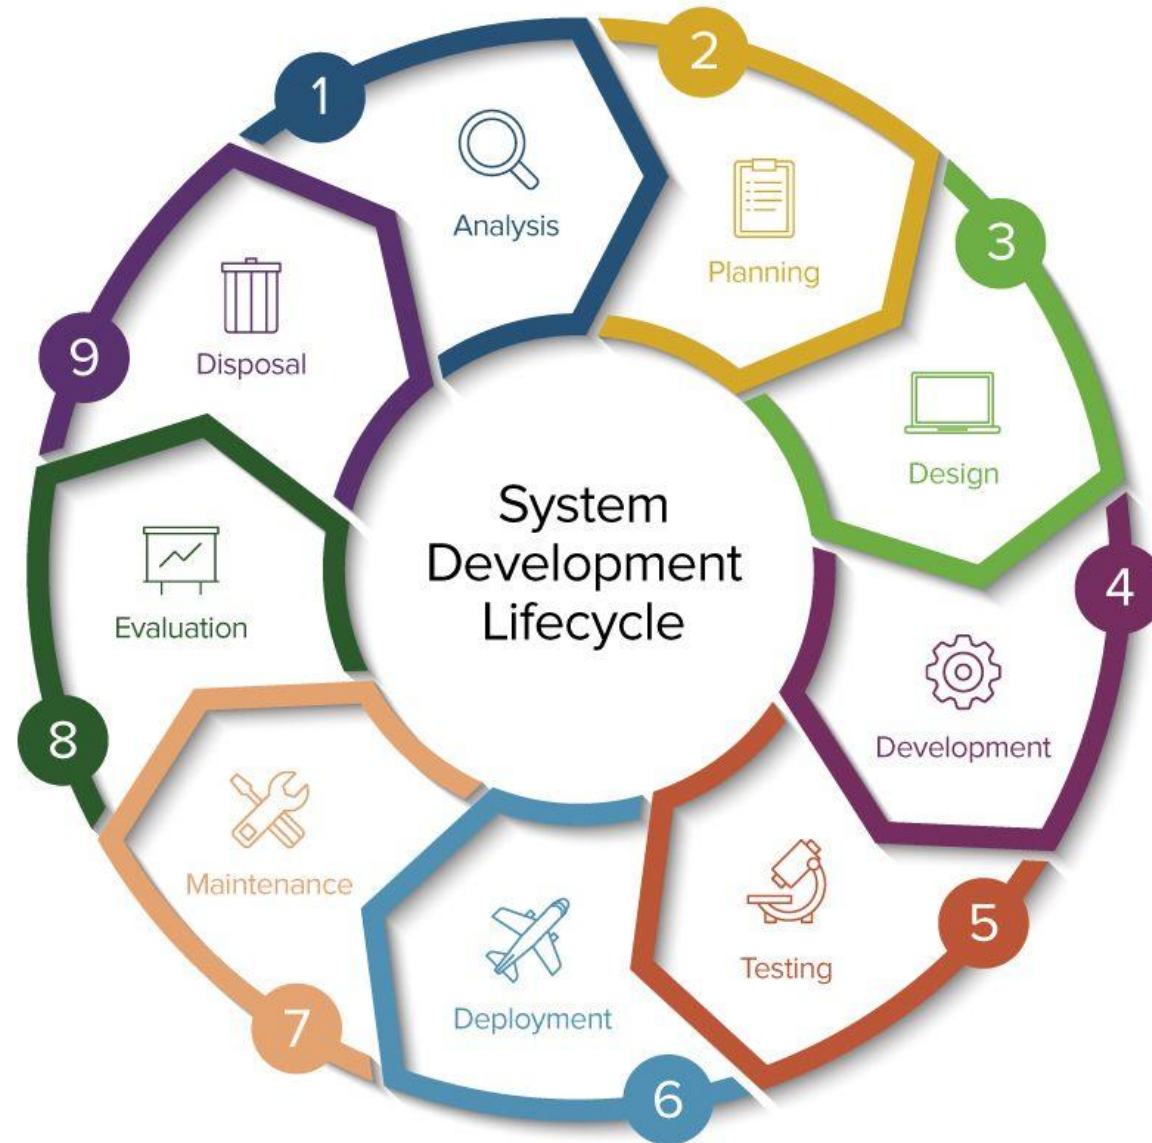 System
Development
Lifecycle
1
Analysis
2
Planning
3
Design
4
Development
5
Testing
6
Deployment
7
Maintenance
8
Evaluation
9
Disposal